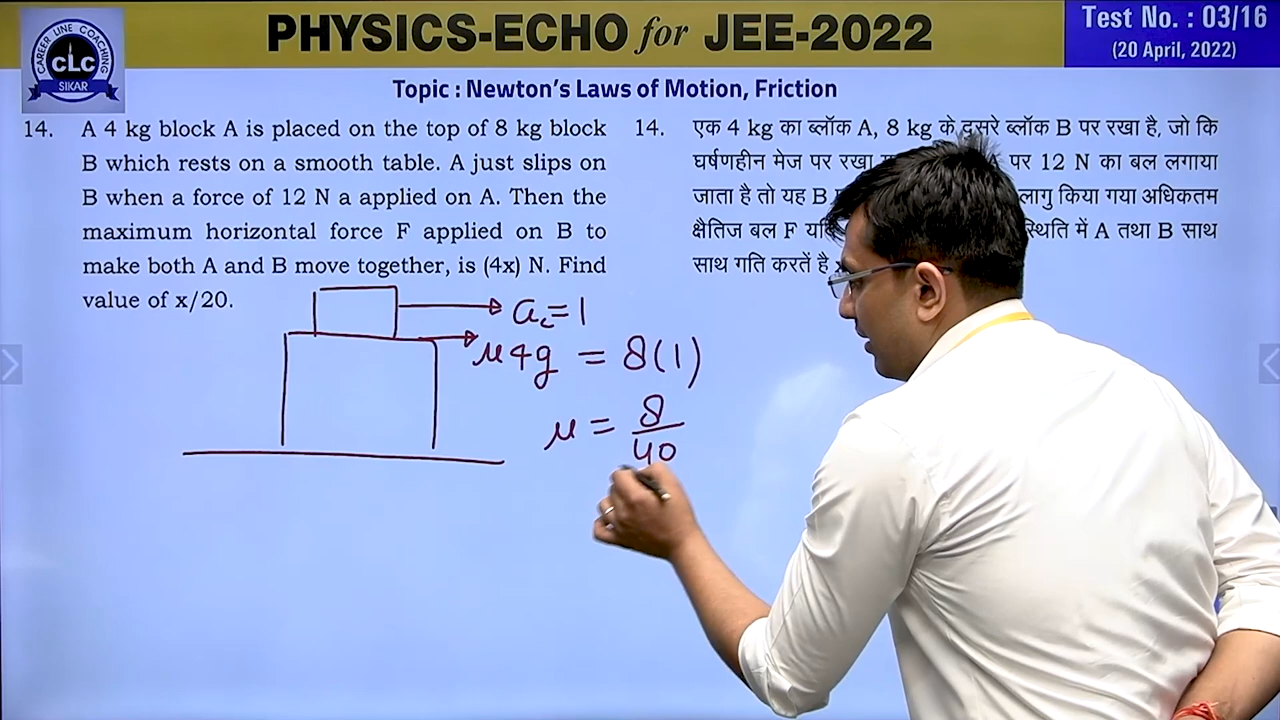 PHYSICS-ECHO for JEE-2022
Test No. : 03/16
(20 April, 2022)
CAREER LINE COACHING
CLC
SIKAR
Topic : Newton's Laws of Motion, Friction
14. A 4 kg block A is placed on the top of 8 kg block
B which rests on a smooth table. A just slips on
B when a force of 12 N a applied on A. Then the
maximum horizontal force F applied on B to
make both A and B move together, is (4x) N. Find
value of x/20.
14. एक 4 kg का ब्लॉक A, 8 kg के दूसरे ब्लॉक B पर रखा है, जो कि
घर्षणहीन मेज पर रखा पर 12 N का बल लगाया
जाता है तो यह B लागु किया गया अधिकतम
क्षैतिज बल F में A तथा B साथ
साथ गति करतें है
a꜀=1
μ4g = 8(1)
μ = 8/40